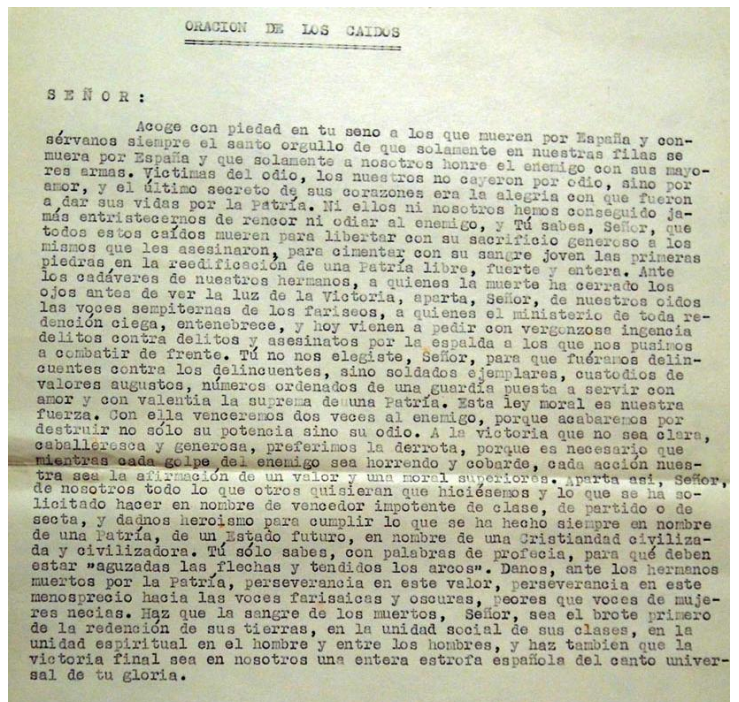 ORACION DE LOS CAIDOS
SEÑOR:
Acoge con piedad en tu seno a los que mueren por España y con-
sérvanos siempre el santo orgullo de que solamente en nuestras filas se
muera por España y que solamente a nosotros honre el enemigo con sus mayo-
res armas. Víctimas del odio, los nuestros no cayeron por odio, sino por
amor, y el último secreto de sus corazones era la alegria con que fueron
a dar sus vidas por la Pátria. Ni ellos ni nosotros hemos conseguido ja-
más entristecernos de rencor ni odiar al enemigo, y Tú sabes, Señor, que
todos estos caídos mueren para libertar con su sacrificio generoso a los
mismos que les asesinaron, para cimentar con su sangre joven las primeras
piedras en la reedificación de una Patria libre, fuerte y entera. Ante
los cadáveres de nuestros hermanos, a quienes la muerte ha cerrado los
ojos antes de ver la luz de la Victoria, aparta, Señor, de nuestros oidos
las voces sempiternas de los fariseos, a quienes el ministerio de toda re-
dención ciega, entenebrece, y hoy vienen a pedir con vergonzosa ingencia
delitos contra delitos y asesinatos por la espalda a los que nos pusimos
a combatir de frente. Tú no nos elegiste, Señor, para que fuéramos delin-
cuentes contra los delincuentes, sino soldados ejemplares, custodios de
valores augustos, números ordenados de una guardia puesta a servir con
amor y con valentia la suprema de una Patria. Esta ley moral es nuestra
fuerza. Con ella venceremos dos veces al enemigo, porque acabaremos por
destruir no sólo su potencia sino su odio. A la victoria que no sea clara,
caballeresca y generosa, preferimos la derrota, porque es necesario que
mientras cada golpe del enemigo sea horrendo y cobarde, cada acción nues-
tra sea la afirmación de un valor y una moral superiores. Aparta asi, Señor,
de nosotros todo lo que otros quisieran que hiciésemos y lo que se ha so-
licitado hacer en nombre de vencedor impotente de clase, de partido o de
secta, y dadnos heroismo para cumplir lo que se ha hecho siempre en nombre
de una Patria, de un Estado futuro, en nombre de una Cristiandad civiliza-
da y civilizadora. Tú sólo sabes, con palabras de profecia, para qué deben
estar "aguzadas las flechas y tendidos los arcos". Danos, ante los hermanos
muertos por la Patria, perseverancia en este valor, perseverancia en este
menosprecio hacia las voces farisaicas y oscuras, peores que voces de muje-
res necias. Haz que la sangre de los muertos, Señor, sea el brote primero
de la redención de sus tierras, en la unidad social de sus clases, en la
unidad espiritual en el hombre y entre los hombres, y haz tambien que la
victoria final sea en nosotros una entera estrofa española del canto univer-
sal de tu gloria.